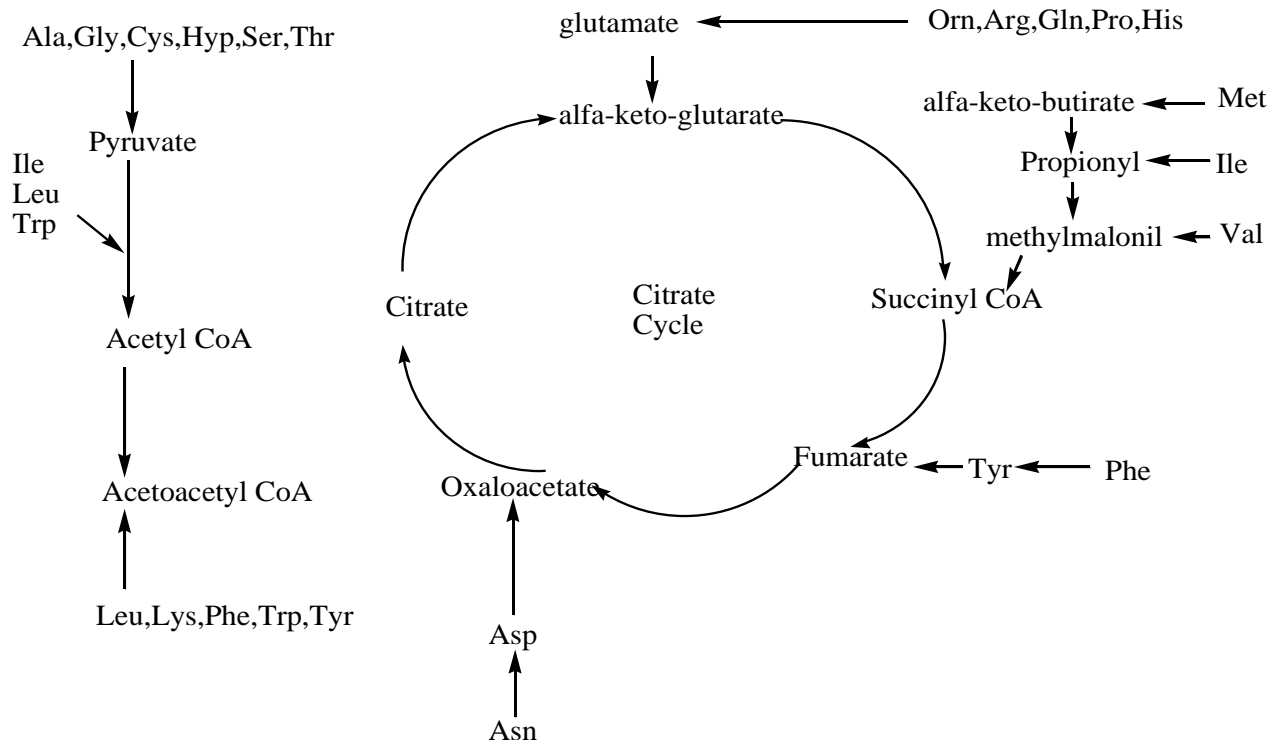 glutamate
Orn,Arg,Gln,Pro,His
Ala,Gly,Cys,Hyp,Ser,Thr
alfa-keto-butirate
Met
alfa-keto-glutarate
Pyruvate
Ile
Leu
Trp
Propionyl
Ile
methylmalonil
Val
Citrate
Citrate
Cycle
Succinyl CoA
Acetyl CoA
Fumarate
Tyr
Phe
Acetoacetyl CoA
Oxaloacetate
Leu,Lys,Phe,Trp,Tyr
Asp
Asn